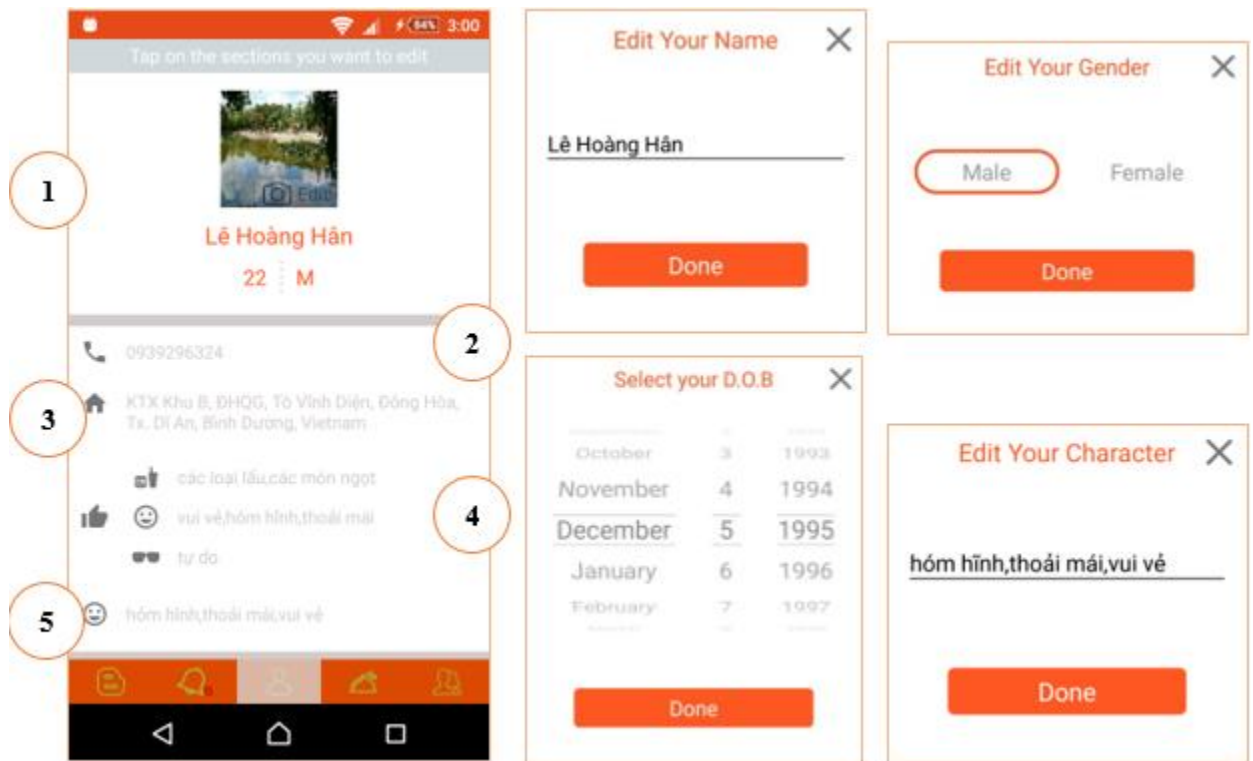 64% 3:00
Tap on the sections you want to edit
1
Edit
Lê Hoàng Hân
22 M
2
0939296324
3
KTX Khu B, ĐHQG, Tô Vĩnh Diện, Đông Hòa,
Tx. Dĩ An, Bình Dương, Vietnam
các loại lẩu,các món ngọt
4
vui vẻ,hóm hỉnh,thoải mái
tự do
5
hóm hỉnh,thoải mái,vui vẻ
Edit Your Name
Lê Hoàng Hân
Done
Edit Your Gender
Male Female
Done
Select your D.O.B
October 3 1993
November 4 1994
December 5 1995
January 6 1996
February 7 1997
Done
Edit Your Character
hóm hĩnh,thoải mái,vui vẻ
Done